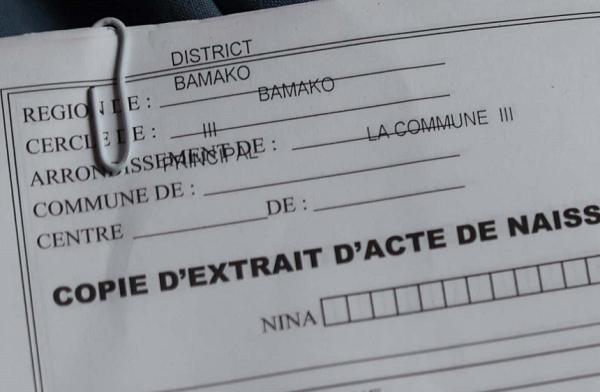 DISTRICT
REGION DE : BAMAKO
CERCLE DE : BAMAKO
ARRONDISSEMENT DE : III
COMMUNE DE : LA COMMUNE III
CENTRE PRINCIPAL DE :
COPIE D'EXTRAIT D'ACTE DE NAISS
NINA